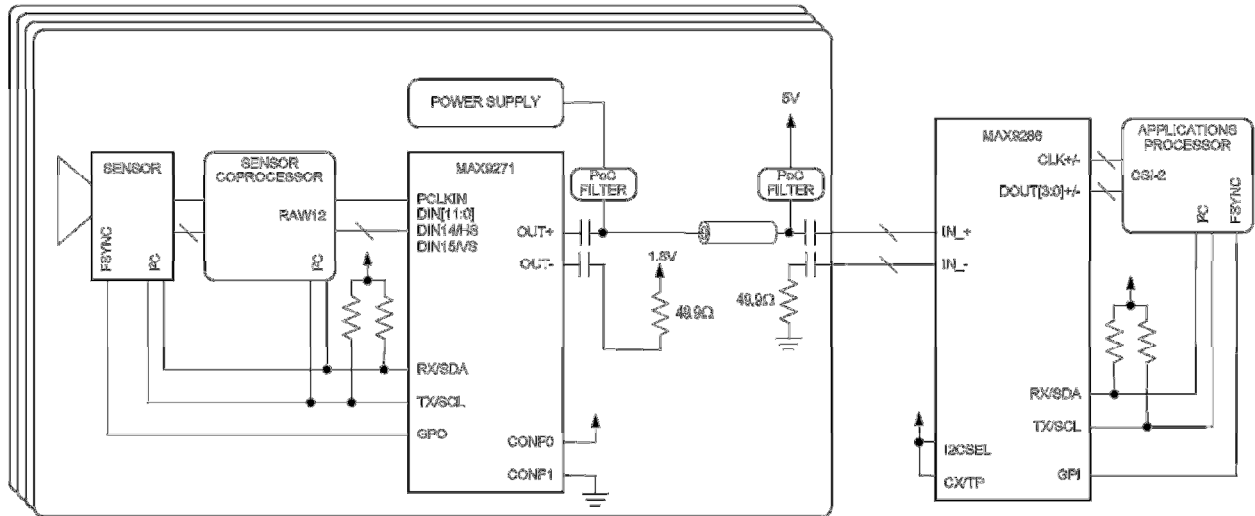 POWER SUPPLY
5V
SENSOR
FSYNC
I²C
SENSOR
COPROCESSOR
RAW12
I²C
MAX9271
PCLKIN
DIN[11:0]
DIN14/HS
DIN15/VS
OUT+
OUT-
RX/SDA
TX/SCL
GPO
CONF0
CONF1
PoC
FILTER
PoC
FILTER
1.8V
49.9Ω
49.9Ω
MAX9286
CLK+/-
DOUT[3:0]+/-
IN_+
IN_-
RX/SDA
TX/SCL
I2CSEL
CX/TP
GPI
APPLICATIONS
PROCESSOR
CSI-2
I²C
FSYNC